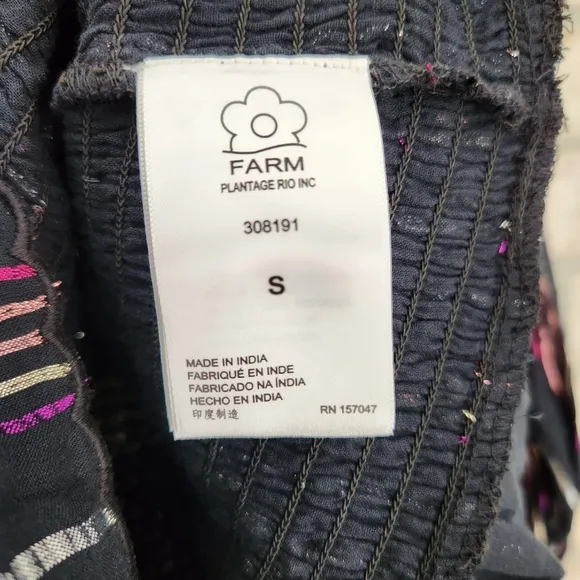 FARM
PLANTAGE RIO INC
308191
S
MADE IN INDIA
FABRIQUÉ EN INDE
FABRICADO NA ÍNDIA
HECHO EN INDIA
印度制造
RN 157047